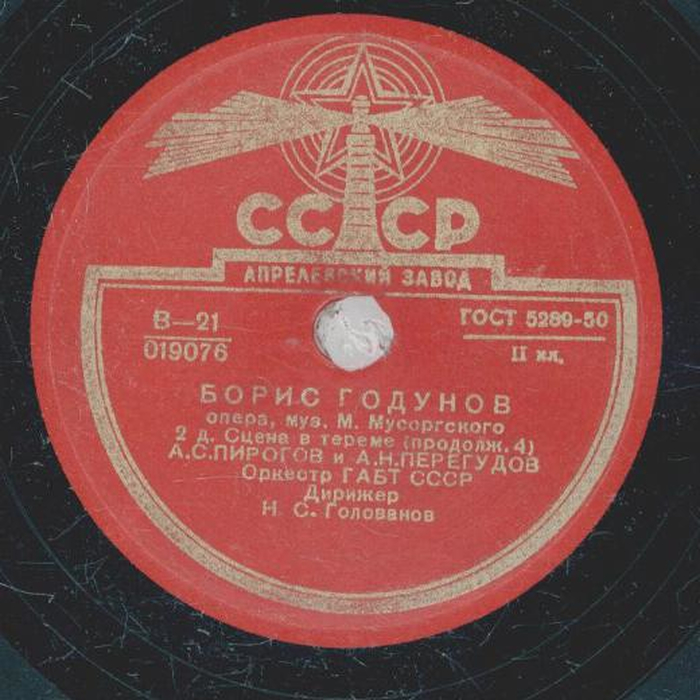 СССР
АПРЕЛЕВСКИЙ ЗАВОД
В—21
019076
ГОСТ 5289-50
II кл.
БОРИС ГОДУНОВ
опера, муз. М. Мусоргского
2 д. Сцена в тереме (продолж. 4)
А.С.ПИРОГОВ и А.Н.ПЕРЕГУДОВ
Оркестр ГАБТ СССР
Дирижер
Н С. Голованов